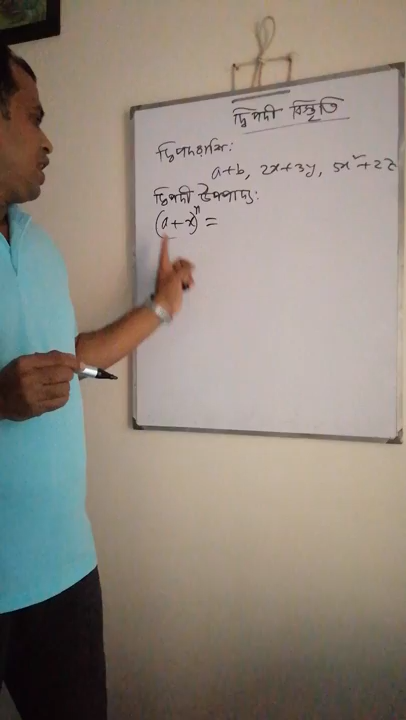 দ্বিপদী বিস্তৃতি
দ্বিপদরাশি:
a+b, 2x+3y, 5x²+2z
দ্বিপদী উপপাদ্য:
(a+x)ⁿ =